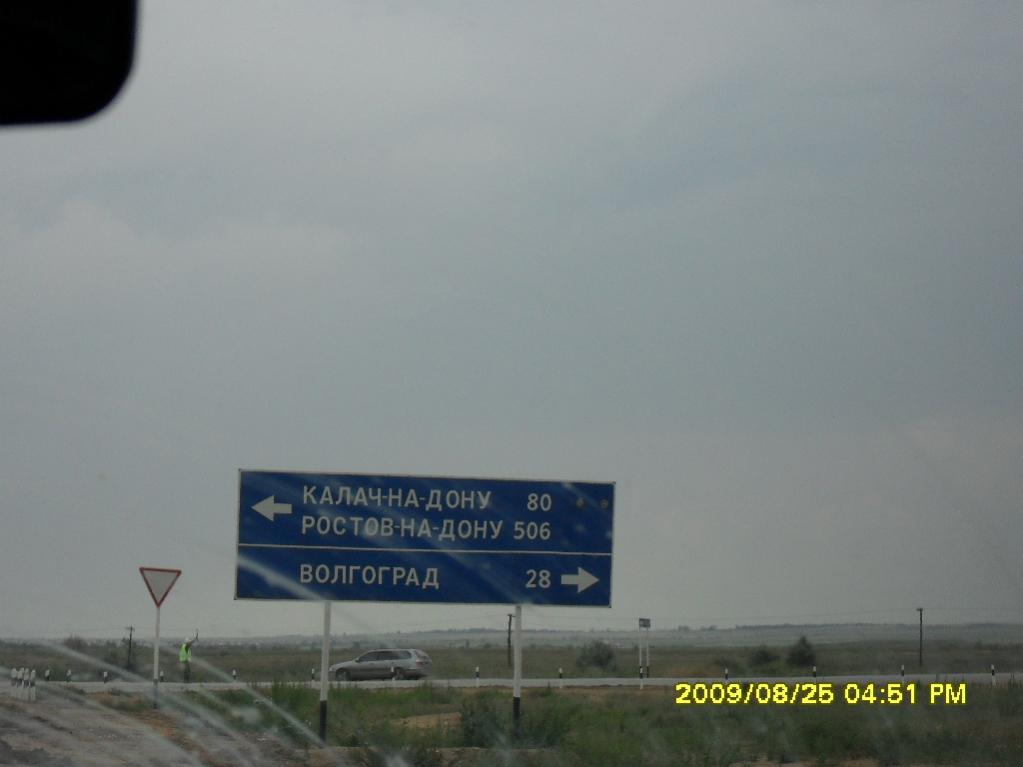 КАЛАЧ-НА-ДОНУ 80
РОСТОВ-НА-ДОНУ 506
ВОЛГОГРАД 28
2009/08/25 04:51 PM